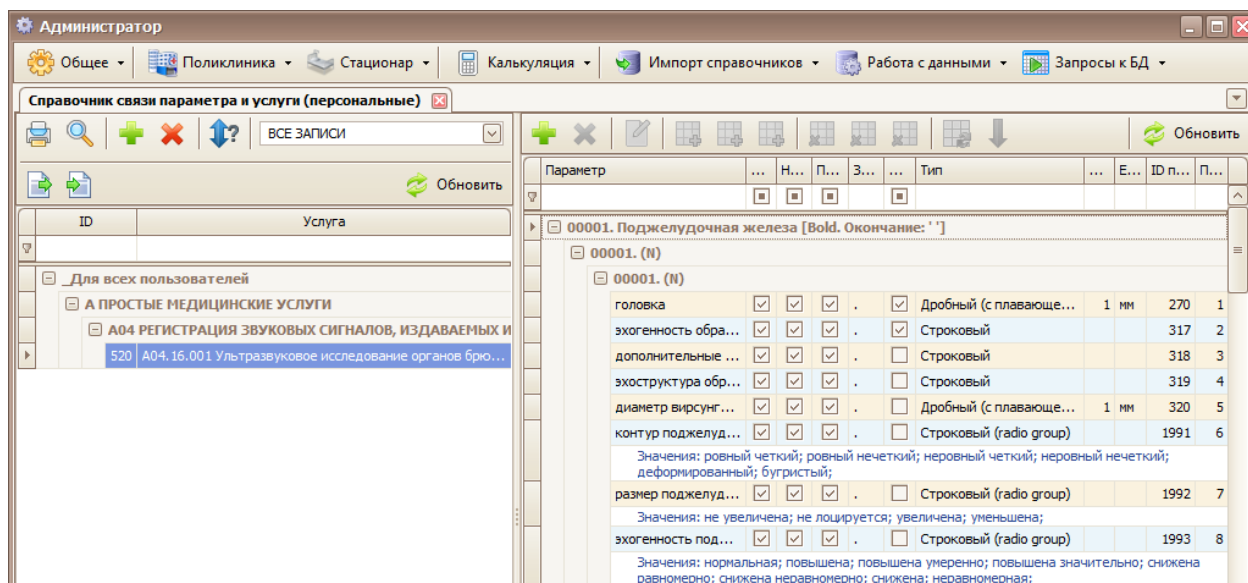 Администратор
Общее Поликлиника Стационар Калькуляция Импорт справочников Работа с данными Запросы к БД
Справочник связи параметра и услуги (персональные)
ВСЕ ЗАПИСИ
Обновить
Обновить
ID Услуга
_Для всех пользователей
А ПРОСТЫЕ МЕДИЦИНСКИЕ УСЛУГИ
А04 РЕГИСТРАЦИЯ ЗВУКОВЫХ СИГНАЛОВ, ИЗДАВАЕМЫХ И
520 А04.16.001 Ультразвуковое исследование органов брю...
Параметр ... Н... П... З... ... Тип ... Е... ID п... П...
00001. Поджелудочная железа [Bold. Окончание: ' ']
00001. (N)
00001. (N)
головка . Дробный (с плавающе... 1 мм 270 1
эхогенность обра... . Строковый 317 2
дополнительные ... . Строковый 318 3
эхоструктура обр... . Строковый 319 4
диаметр вирсунг... . Дробный (с плавающе... 1 мм 320 5
контур поджелуд... . Строковый (radio group) 1991 6
Значения: ровный четкий; ровный нечеткий; неровный четкий; неровный нечеткий;
деформированный; бугристый;
размер поджелуд... . Строковый (radio group) 1992 7
Значения: не увеличена; не лоцируется; увеличена; уменьшена;
эхогенность под... . Строковый (radio group) 1993 8
Значения: нормальная; повышена; повышена умеренно; повышена значительно; снижена
равномерно; снижена неравномерно; снижена; неравномерная;